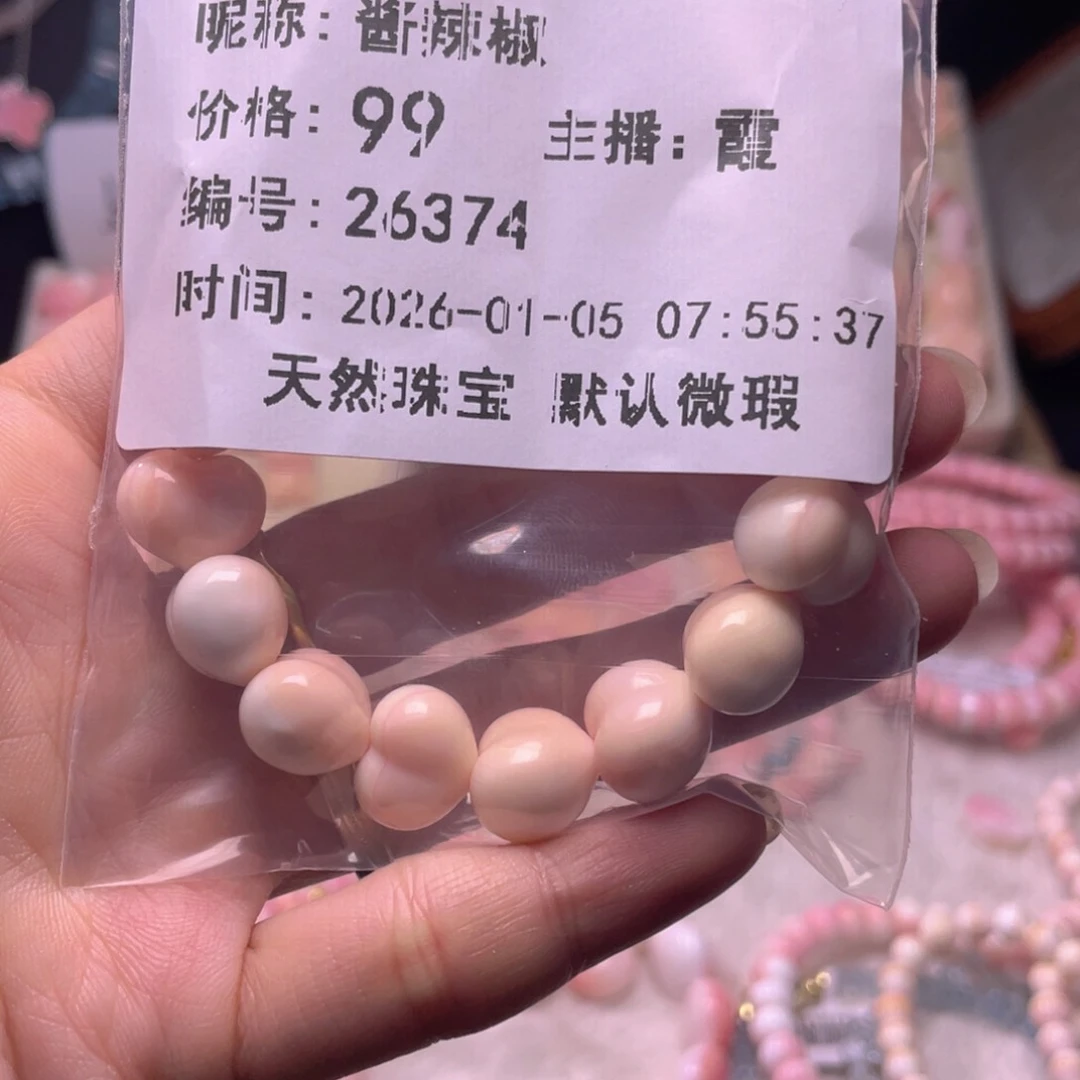 昵称：酱辣椒
价格：99 主播：霞
编号：26374
时间：2026-01-05 07:55:37
天然珠宝 默认微瑕